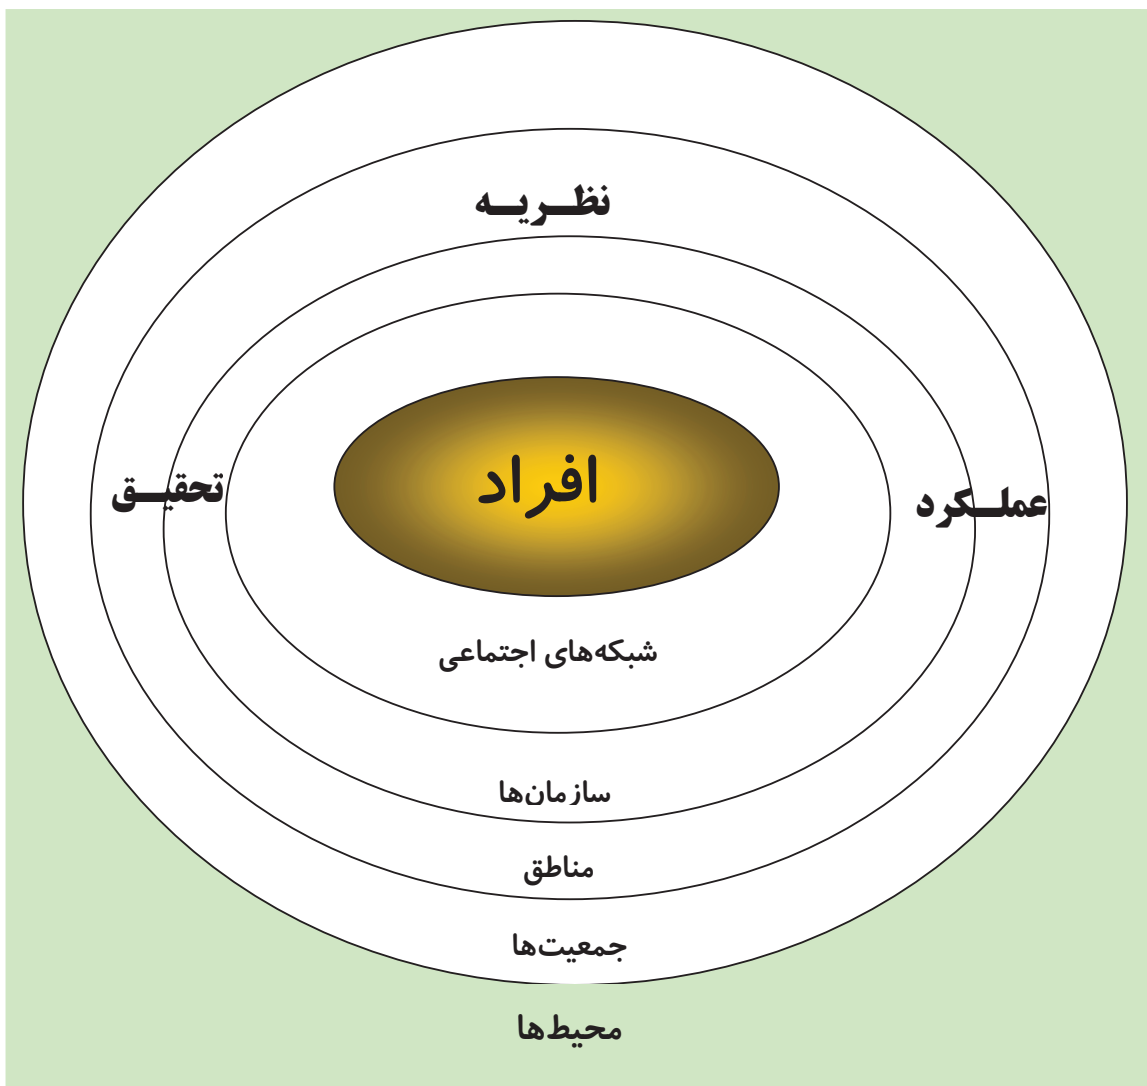 نظریه
افراد
تحقیق
عملکرد
شبکه‌های اجتماعی
سازمان‌ها
مناطق
جمعیت‌ها
محیط‌ها